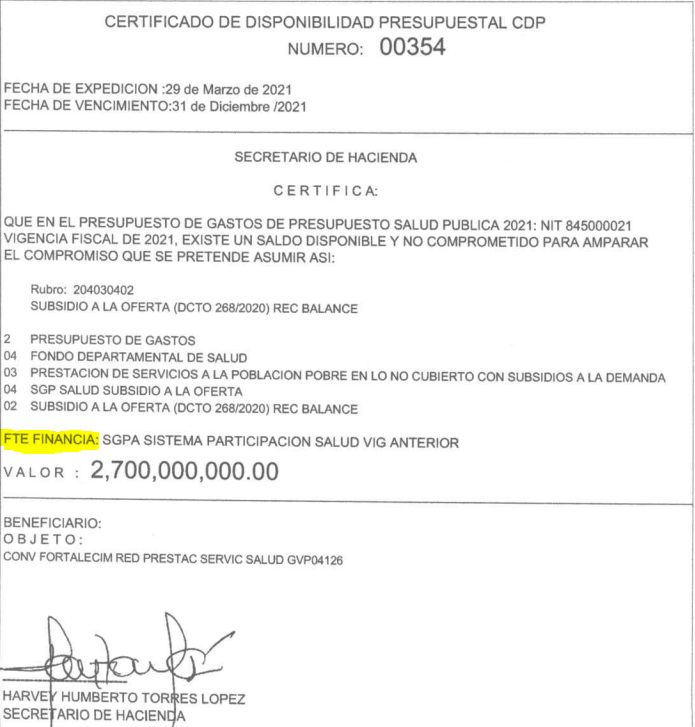 CERTIFICADO DE DISPONIBILIDAD PRESUPUESTAL CDP
NUMERO: 00354
FECHA DE EXPEDICION :29 de Marzo de 2021
FECHA DE VENCIMIENTO:31 de Diciembre /2021
SECRETARIO DE HACIENDA
C E R T I F I C A:
QUE EN EL PRESUPUESTO DE GASTOS DE PRESUPUESTO SALUD PUBLICA 2021: NIT 845000021
VIGENCIA FISCAL DE 2021, EXISTE UN SALDO DISPONIBLE Y NO COMPROMETIDO PARA AMPARAR
EL COMPROMISO QUE SE PRETENDE ASUMIR ASI:
Rubro: 204030402
SUBSIDIO A LA OFERTA (DCTO 268/2020) REC BALANCE
2 PRESUPUESTO DE GASTOS
04 FONDO DEPARTAMENTAL DE SALUD
03 PRESTACION DE SERVICIOS A LA POBLACION POBRE EN LO NO CUBIERTO CON SUBSIDIOS A LA DEMANDA
04 SGP SALUD SUBSIDIO A LA OFERTA
02 SUBSIDIO A LA OFERTA (DCTO 268/2020) REC BALANCE
FTE FINANCIA: SGPA SISTEMA PARTICIPACION SALUD VIG ANTERIOR
V A L O R : 2,700,000,000.00
BENEFICIARIO:
O B J E T O :
CONV FORTALECIM RED PRESTAC SERVIC SALUD GVP04126
HARVEY HUMBERTO TORRES LOPEZ
SECRETARIO DE HACIENDA